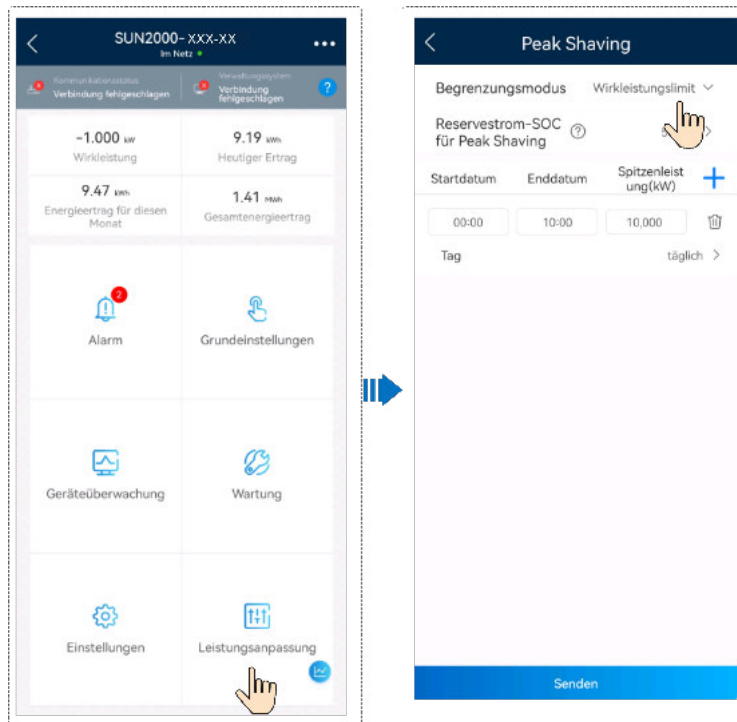 SUN2000-XXX-XX
Im Netz
Kommunikationsstatus
Verbindung fehlgeschlagen
Verwaltungssystem
Verbindung
fehlgeschlagen
?
-1.000 kW
Wirkleistung
9.19 kWh
Heutiger Ertrag
9.47 kWh
Energieertrag für diesen
Monat
1.41 MWh
Gesamtenergieertrag
2
Alarm
Grundeinstellungen
Geräteüberwachung
Wartung
Einstellungen
Leistungsanpassung
Peak Shaving
Begrenzungsmodus Wirkleistungslimit
Reservestrom-SOC
für Peak Shaving
?
Startdatum Enddatum Spitzenleist
ung(kW)
00:00 10:00 10,000
Tag täglich
Senden